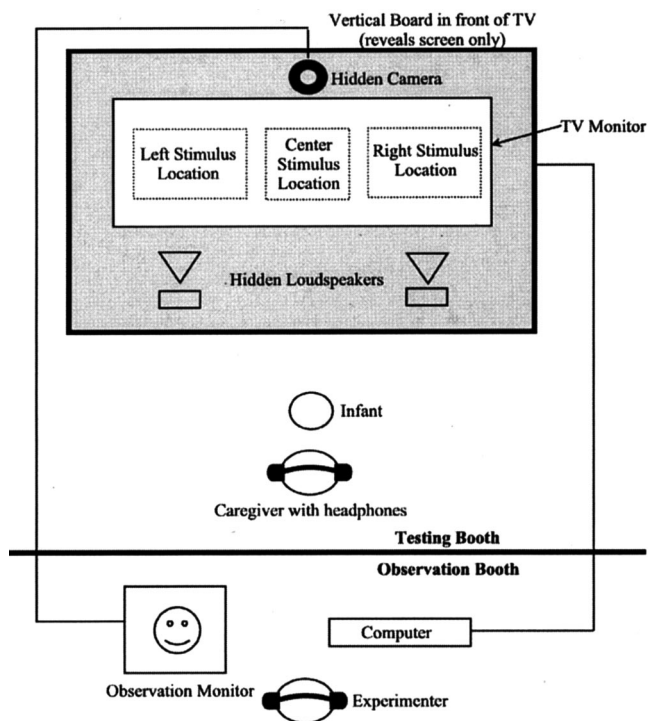 Vertical Board in front of TV
(reveals screen only)
Hidden Camera
TV Monitor
Left Stimulus
Location
Center
Stimulus
Location
Right Stimulus
Location
Hidden Loudspeakers
Infant
Caregiver with headphones
Testing Booth
Observation Booth
Computer
Observation Monitor
Experimenter